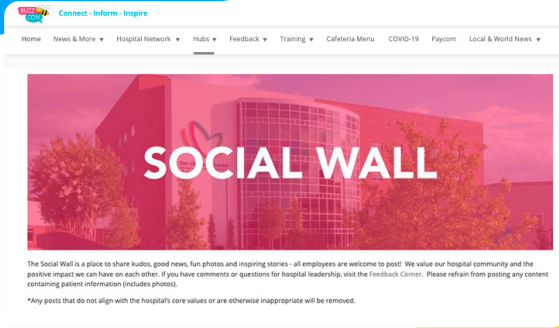 BUZZ
COM
Connect - Inform - Inspire
Home News & More ▼ Hospital Network ▼ Hubs ▼ Feedback ▼ Training ▼ Cafeteria Menu COVID-19 Paycom Local & World News ▼
SOCIAL WALL
The Social Wall is a place to share kudos, good news, fun photos and inspiring stories - all employees are welcome to post! We value our hospital community and the
positive impact we can have on each other. If you have comments or questions for hospital leadership, visit the Feedback Corner. Please refrain from posting any content
containing patient information (includes photos).
*Any posts that do not align with the hospital's core values or are otherwise inappropriate will be removed.